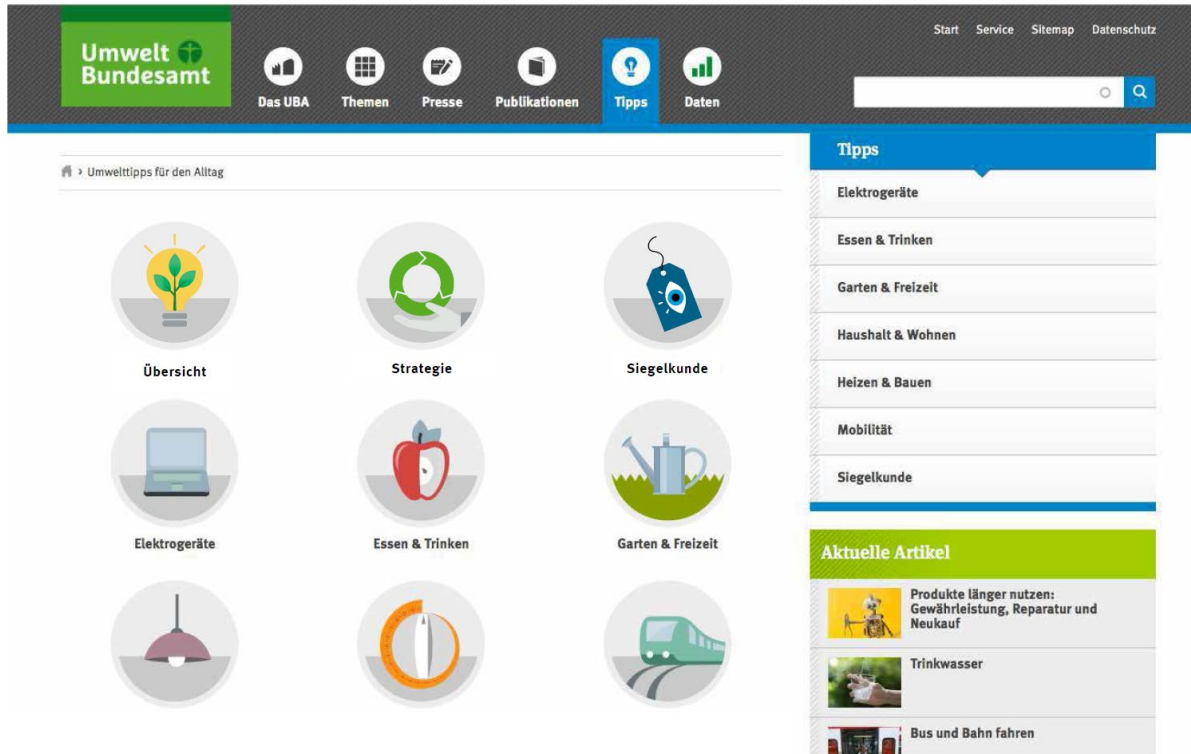 Start Service Sitemap Datenschutz
Umwelt
Bundesamt
Das UBA Themen Presse Publikationen Tipps Daten
Umwelttipps für den Alltag
Übersicht
Strategie
Siegelkunde
Elektrogeräte
Essen & Trinken
Garten & Freizeit
Tipps
Elektrogeräte
Essen & Trinken
Garten & Freizeit
Haushalt & Wohnen
Heizen & Bauen
Mobilität
Siegelkunde
Aktuelle Artikel
Produkte länger nutzen:
Gewährleistung, Reparatur und
Neukauf
Trinkwasser
Bus und Bahn fahren